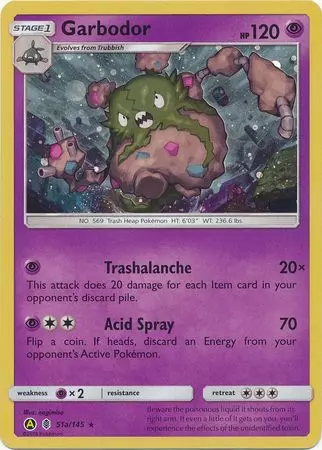 STAGE 1
Garbodor
HP 120
Evolves from Trubbish
NO. 569 Trash Heap Pokémon HT: 6'03" WT: 236.6 lbs.
Trashalanche 20×
This attack does 20 damage for each Item card in your
opponent's discard pile.
Acid Spray 70
Flip a coin. If heads, discard an Energy from your
opponent's Active Pokémon.
weakness × 2 resistance retreat
Illus. nagimiso
A 51a/145
Beware the poisonous liquid it shoots from its
right arm. If even a little of it gets on you, you'll
experience the effects of the unidentified toxin.